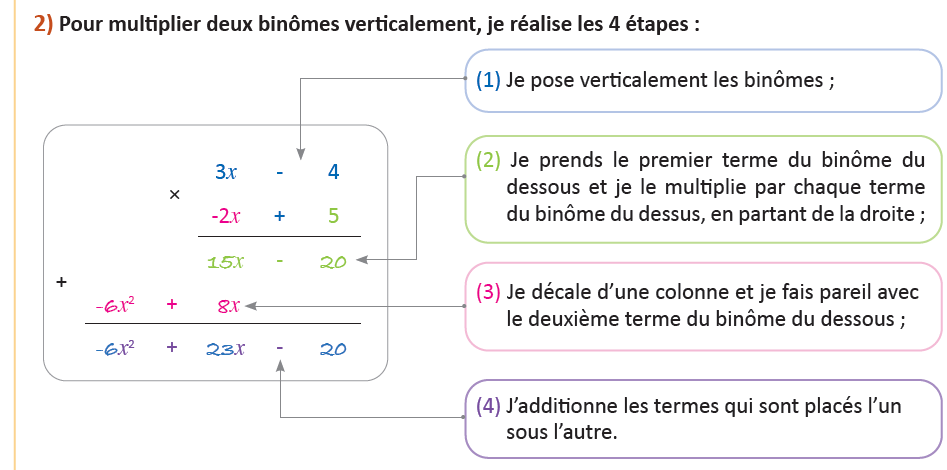 2) Pour multiplier deux binômes verticalement, je réalise les 4 étapes :
(1) Je pose verticalement les binômes ;
3x - 4
×
-2x + 5
15x - 20
+
-6x² + 8x
-6x² + 23x - 20
(2) Je prends le premier terme du binôme du
dessous et je le multiplie par chaque terme
du binôme du dessus, en partant de la droite ;
(3) Je décale d’une colonne et je fais pareil avec
le deuxième terme du binôme du dessous ;
(4) J’additionne les termes qui sont placés l’un
sous l’autre.